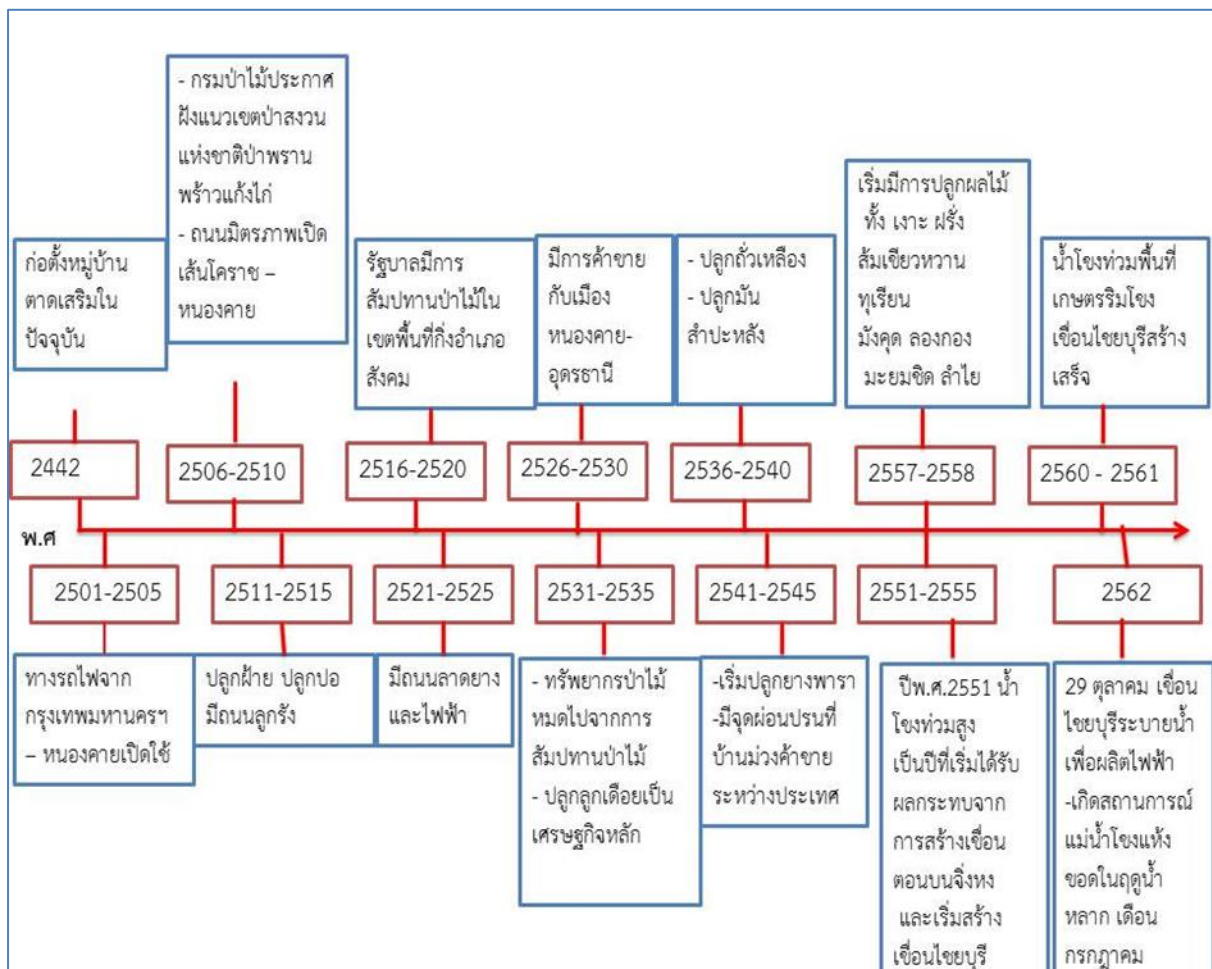 - กรมป่าไม้ประกาศ
ฝังแนวเขตป่าสงวน
แห่งชาติป่าพราน
พร้าวแก้งไก่
- ถนนมิตรภาพเปิด
เส้นโคราช –
หนองคาย
ก่อตั้งหมู่บ้าน
ตาดเสริมใน
ปัจจุบัน
รัฐบาลมีการ
สัมปทานป่าไม้ใน
เขตพื้นที่กิ่งอำเภอ
สังคม
มีการค้าขาย
กับเมือง
หนองคาย-
อุดรธานี
- ปลูกถั่วเหลือง
- ปลูกมัน
สำปะหลัง
เริ่มมีการปลูกผลไม้
ทั้ง เงาะ ฝรั่ง
ส้มเขียวหวาน
ทุเรียน
มังคุด ลองกอง
มะยมชิด ลำไย
น้ำโขงท่วมพื้นที่
เกษตรริมโขง
เขื่อนไชยบุรีสร้าง
เสร็จ
2442
2506-2510
2516-2520
2526-2530
2536-2540
2557-2558
2560 - 2561
พ.ศ
2501-2505
2511-2515
2521-2525
2531-2535
2541-2545
2551-2555
2562
ทางรถไฟจาก
กรุงเทพมหานครฯ
– หนองคายเปิดใช้
ปลูกฝ้าย ปลูกปอ
มีถนนลูกรัง
มีถนนลาดยาง
และไฟฟ้า
- ทรัพยากรป่าไม้
หมดไปจากการ
สัมปทานป่าไม้
- ปลูกลูกเดือยเป็น
เศรษฐกิจหลัก
-เริ่มปลูกยางพารา
-มีจุดผ่อนปรนที่
บ้านม่วงค้าขาย
ระหว่างประเทศ
ปีพ.ศ.2551 น้ำ
โขงท่วมสูง
เป็นปีที่เริ่มได้รับ
ผลกระทบจาก
การสร้างเขื่อน
ตอนบนจิ่งหง
และเริ่มสร้าง
เขื่อนไชยบุรี
29 ตุลาคม เขื่อน
ไชยบุรีระบายน้ำ
เพื่อผลิตไฟฟ้า
-เกิดสถานการณ์
แม่น้ำโขงแห้ง
ขอดในฤดูน้ำ
หลาก เดือน
กรกฎาคม